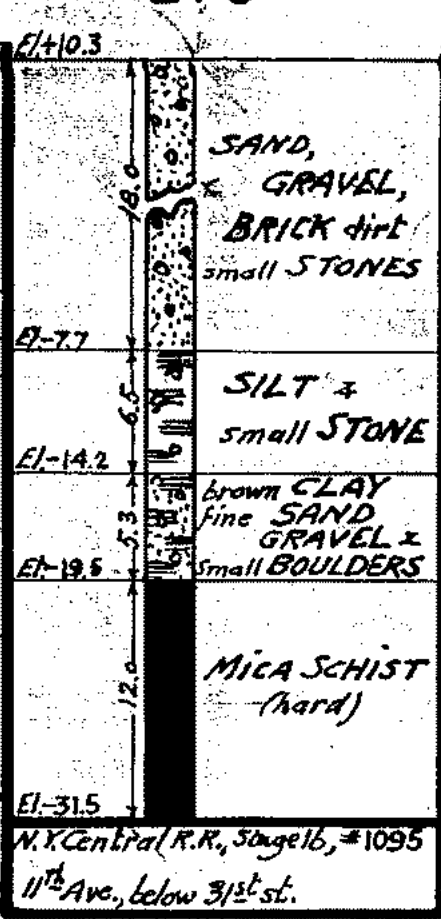 El.+10.3
18.0
SAND,
GRAVEL,
BRICK dirt
small STONES
El.-7.7
6.5
SILT &
small STONE
El.-14.2
5.3
brown CLAY
fine SAND
GRAVEL &
small BOULDERS
El.-19.5
12.0
MICA SCHIST
(hard)
El.-31.5
N.Y. Central R.R., Stage 1b, #1095
11th Ave., below 31st st.